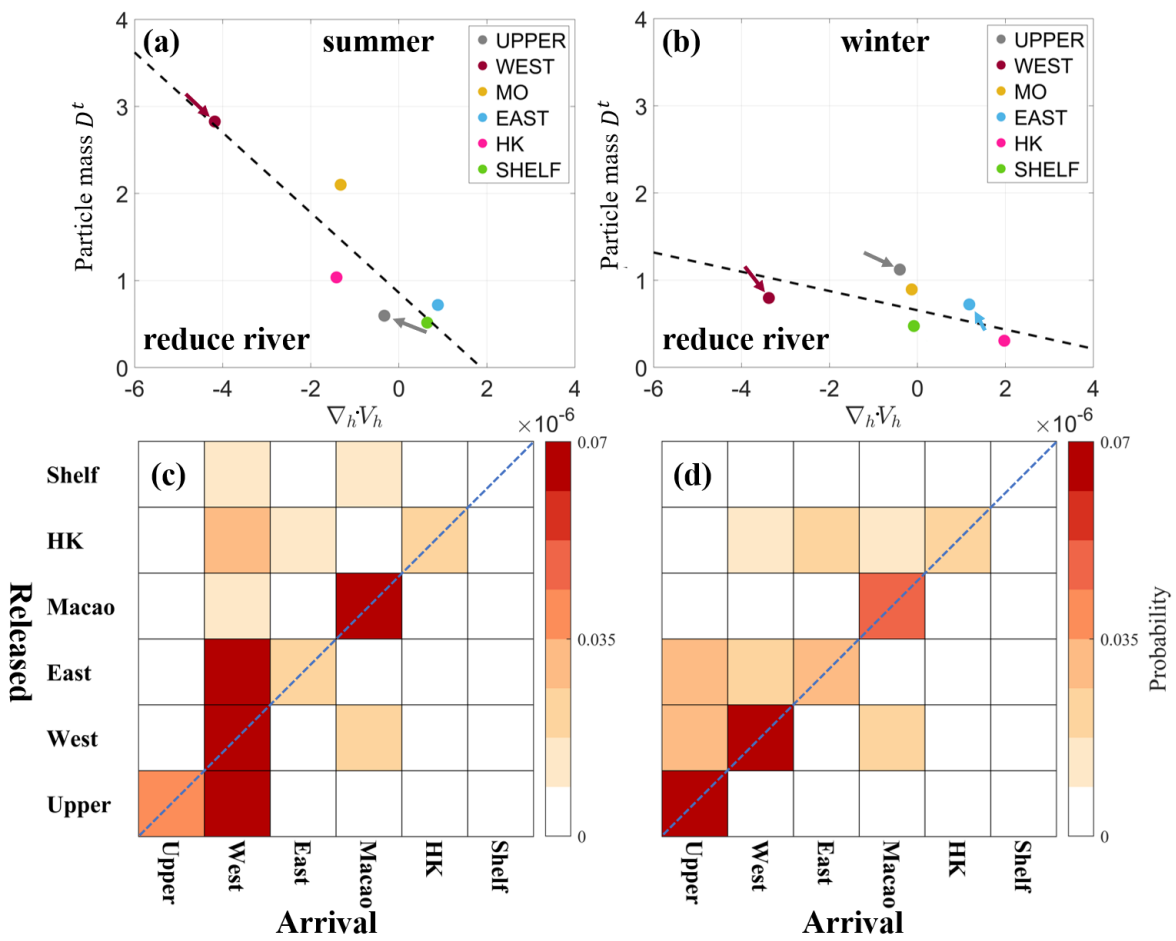 (a) summer
UPPER
WEST
MO
EAST
HK
SHELF
Particle mass D^t
4
3
2
1
0
reduce river
-6 -4 -2 0 2 4
∇h·Vh
(b) winter
UPPER
WEST
MO
EAST
HK
SHELF
Particle mass D^t
4
3
2
1
0
reduce river
-6 -4 -2 0 2 4
∇h·Vh
(c)
Released
Shelf
HK
Macao
East
West
Upper
Upper West East Macao HK Shelf
Arrival
×10^-6
0.07
0.035
0
(d)
Upper West East Macao HK Shelf
Arrival
×10^-6
0.07
0.035
0
Probability